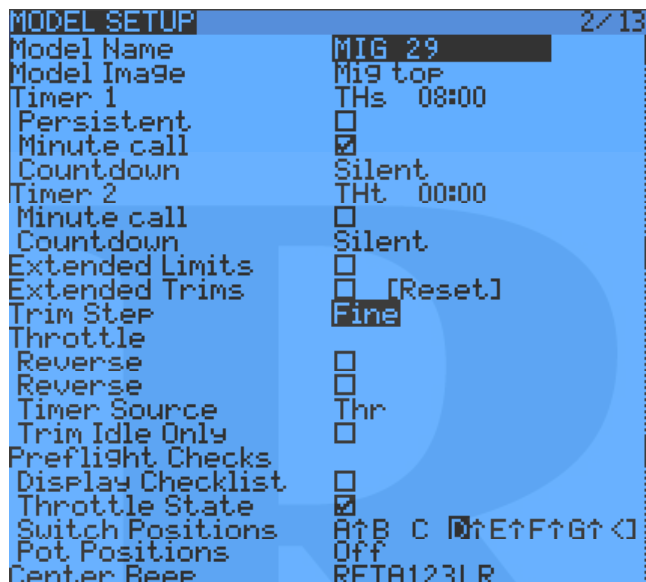 MODEL SETUP 2/13
Model Name MIG 29
Model Image Mig top
Timer 1 THs 08:00
Persistent
Minute call
Countdown Silent
Timer 2 THt 00:00
Minute call
Countdown Silent
Extended Limits
Extended Trims [Reset]
Trim Step Fine
Throttle
Reverse
Reverse
Timer Source Thr
Trim Idle Only
Preflight Checks
Display Checklist
Throttle State
Switch Positions A↑B C D↑E↑F↑G↑<]
Pot Positions Off
Center Beep RETA123LR